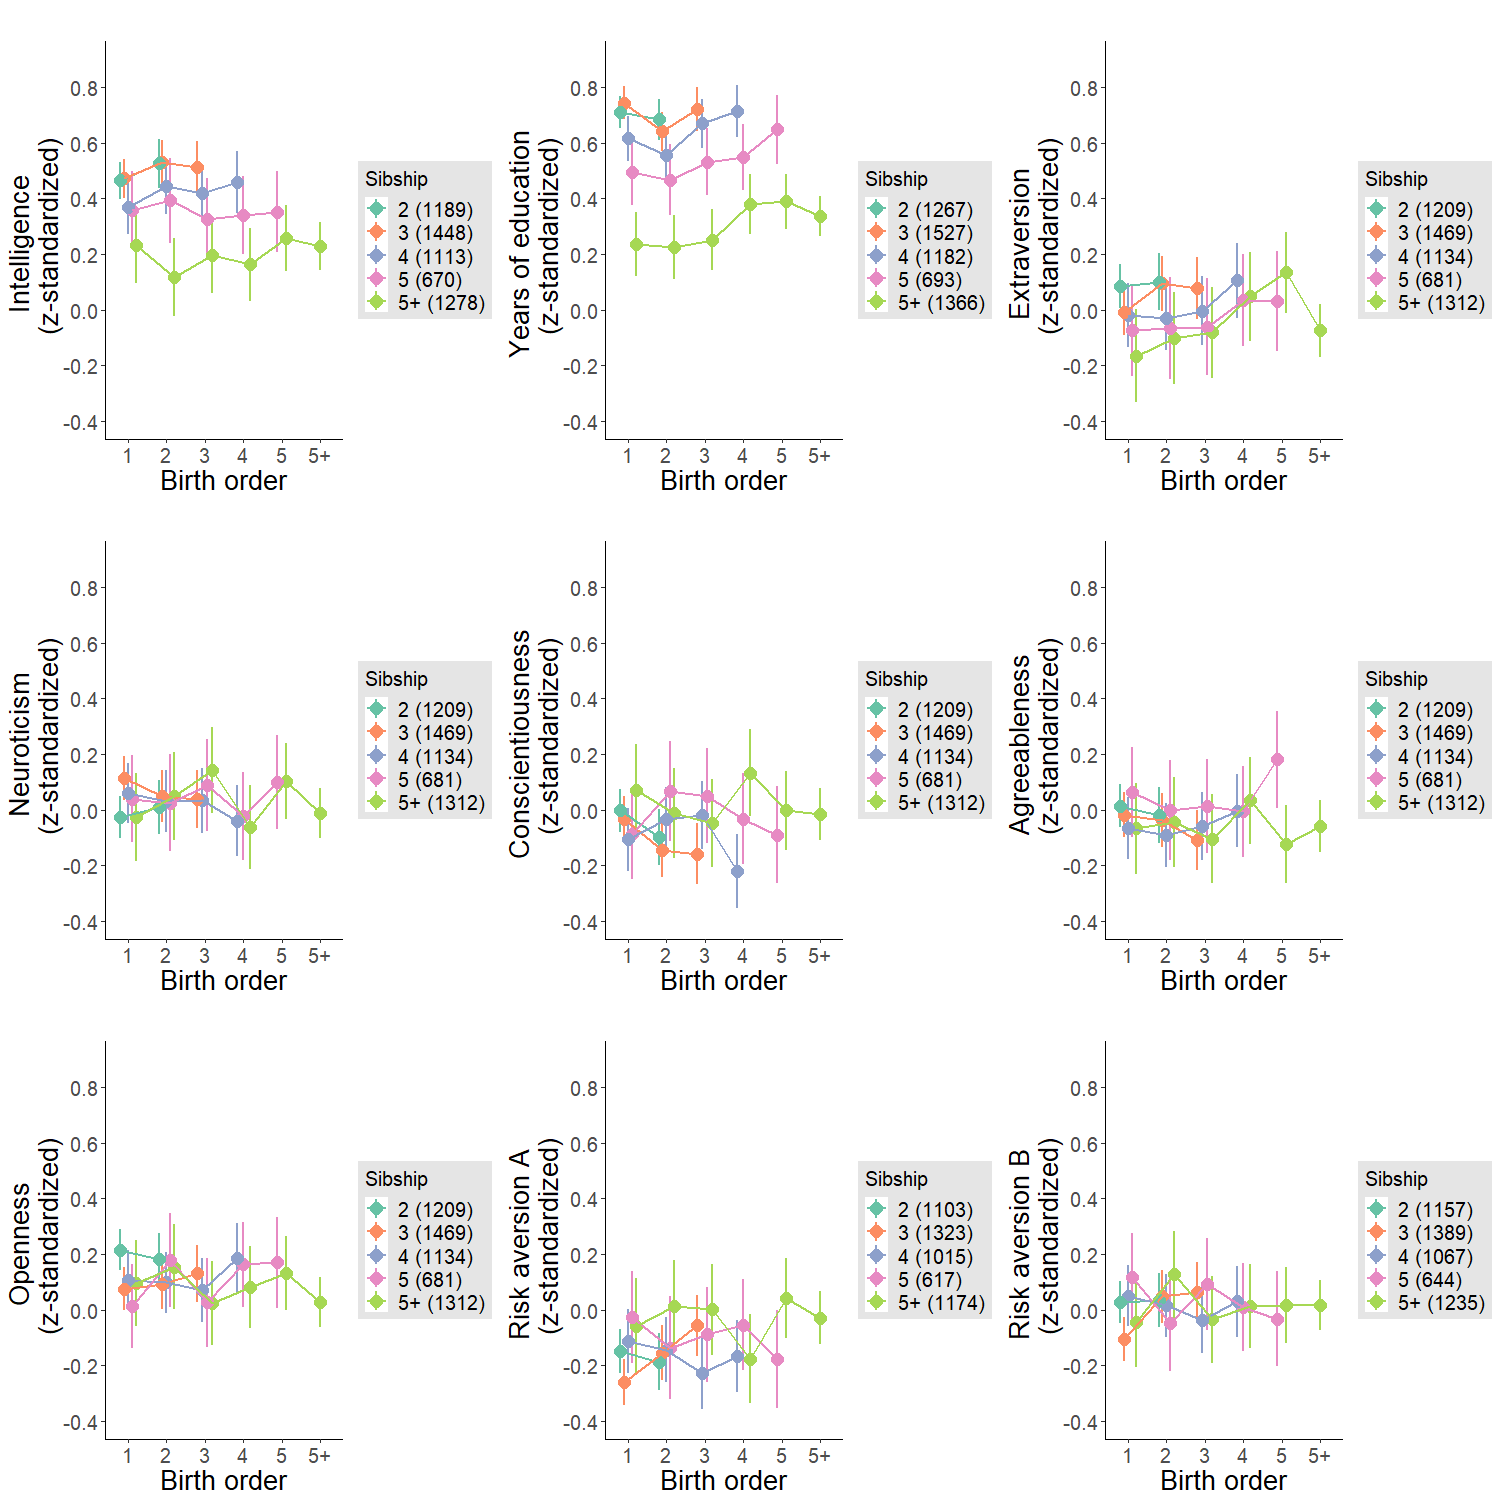 Intelligence
(z-standardized)
0.8
0.6
0.4
0.2
0.0
-0.2
-0.4
1 2 3 4 5 5+
Birth order
Sibship
2 (1189)
3 (1448)
4 (1113)
5 (670)
5+ (1278)
Years of education
(z-standardized)
0.8
0.6
0.4
0.2
0.0
-0.2
-0.4
1 2 3 4 5 5+
Birth order
Sibship
2 (1267)
3 (1527)
4 (1182)
5 (693)
5+ (1366)
Extraversion
(z-standardized)
0.8
0.6
0.4
0.2
0.0
-0.2
-0.4
1 2 3 4 5 5+
Birth order
Sibship
2 (1209)
3 (1469)
4 (1134)
5 (681)
5+ (1312)
Neuroticism
(z-standardized)
0.8
0.6
0.4
0.2
0.0
-0.2
-0.4
1 2 3 4 5 5+
Birth order
Sibship
2 (1209)
3 (1469)
4 (1134)
5 (681)
5+ (1312)
Conscientiousness
(z-standardized)
0.8
0.6
0.4
0.2
0.0
-0.2
-0.4
1 2 3 4 5 5+
Birth order
Sibship
2 (1209)
3 (1469)
4 (1134)
5 (681)
5+ (1312)
Agreeableness
(z-standardized)
0.8
0.6
0.4
0.2
0.0
-0.2
-0.4
1 2 3 4 5 5+
Birth order
Sibship
2 (1209)
3 (1469)
4 (1134)
5 (681)
5+ (1312)
Openness
(z-standardized)
0.8
0.6
0.4
0.2
0.0
-0.2
-0.4
1 2 3 4 5 5+
Birth order
Sibship
2 (1209)
3 (1469)
4 (1134)
5 (681)
5+ (1312)
Risk aversion A
(z-standardized)
0.8
0.6
0.4
0.2
0.0
-0.2
-0.4
1 2 3 4 5 5+
Birth order
Sibship
2 (1103)
3 (1323)
4 (1015)
5 (617)
5+ (1174)
Risk aversion B
(z-standardized)
0.8
0.6
0.4
0.2
0.0
-0.2
-0.4
1 2 3 4 5 5+
Birth order
Sibship
2 (1157)
3 (1389)
4 (1067)
5 (644)
5+ (1235)